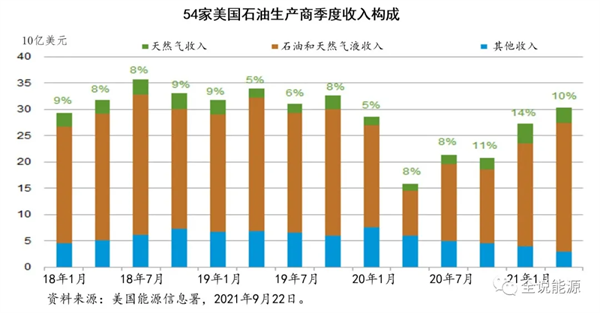 54家美国石油生产商季度收入构成
10亿美元
天然气收入 石油和天然气液收入 其他收入
40
35
30
25
20
15
10
5
0
9% 8% 8% 9% 9% 5% 6% 8% 5% 8% 8% 11% 14% 10%
18年1月 18年7月 19年1月 19年7月 20年1月 20年7月 21年1月
资料来源：美国能源信息署，2021年9月22日。
全说能源